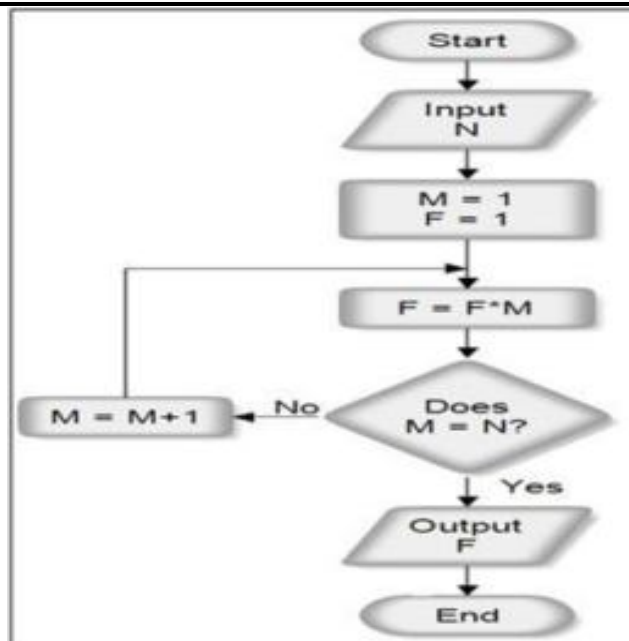 Start
Input
N
M = 1
F = 1
F = F*M
Does
M = N?
No
M = M+1
Yes
Output
F
End